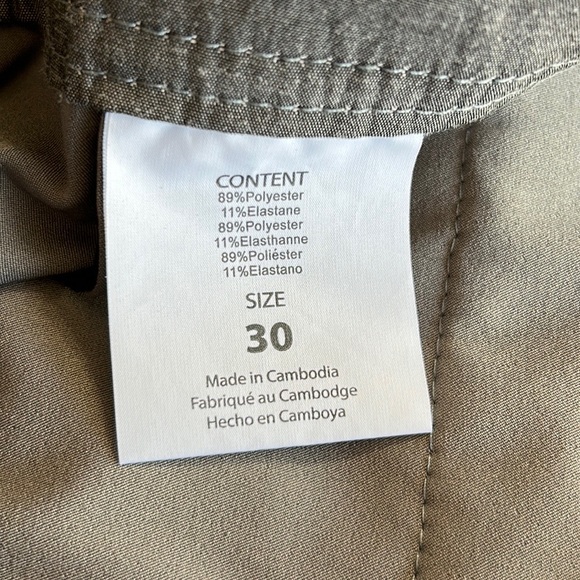 CONTENT
89%Polyester
11%Elastane
89%Polyester
11%Elasthanne
89%Poliéster
11%Elastano
SIZE
30
Made in Cambodia
Fabriqué au Cambodge
Hecho en Camboya